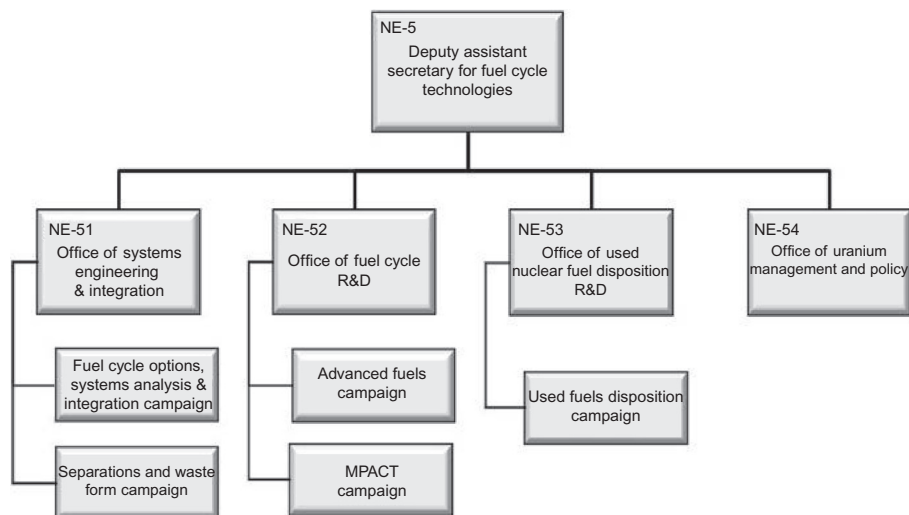 NE-5
Deputy assistant
secretary for fuel cycle
technologies
NE-51
Office of systems
engineering
& integration
NE-52
Office of fuel cycle
R&D
NE-53
Office of used
nuclear fuel disposition
R&D
NE-54
Office of uranium
management and policy
Fuel cycle options,
systems analysis &
integration campaign
Advanced fuels
campaign
Used fuels disposition
campaign
Separations and waste
form campaign
MPACT
campaign